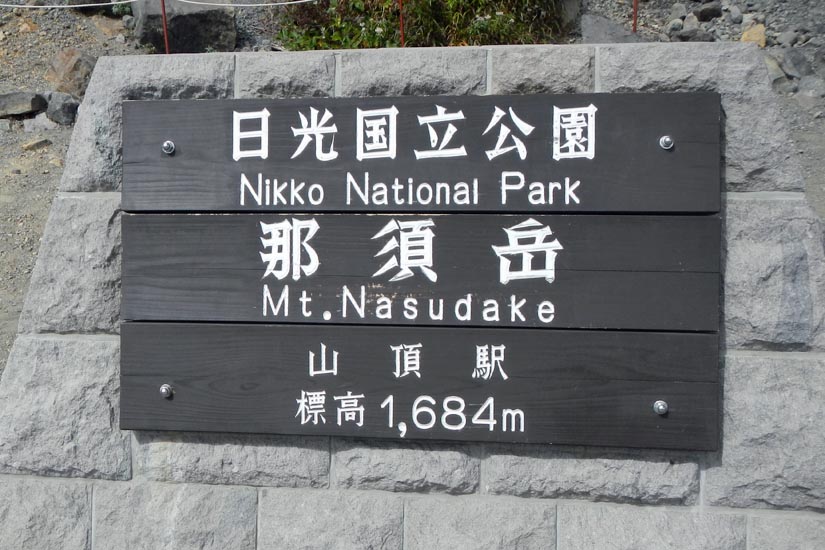 日光国立公園
Nikko National Park
那須岳
Mt. Nasudake
山頂駅
標高 1,684m